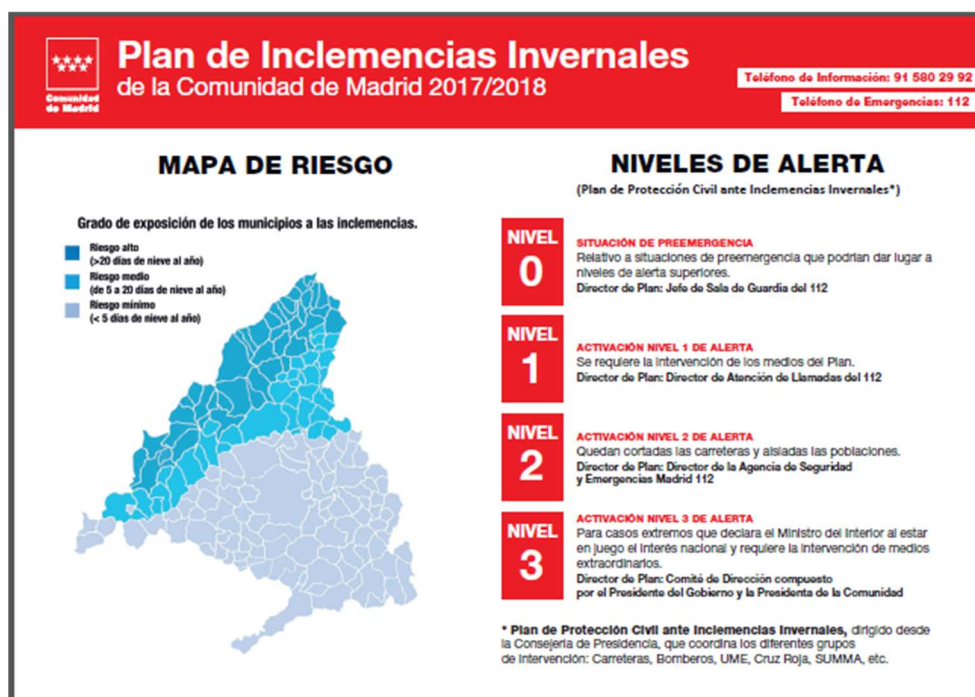 Comunidad
de Madrid
Plan de Inclemencias Invernales
de la Comunidad de Madrid 2017/2018
Teléfono de Información: 91 580 29 92
Teléfono de Emergencias: 112
MAPA DE RIESGO
Grado de exposición de los municipios a las inclemencias.
Riesgo alto
(>20 días de nieve al año)
Riesgo medio
(de 5 a 20 días de nieve al año)
Riesgo mínimo
(< 5 días de nieve al año)
NIVELES DE ALERTA
(Plan de Protección Civil ante Inclemencias Invernales*)
NIVEL
0
SITUACIÓN DE PREEMERGENCIA
Relativo a situaciones de preemergencia que podrían dar lugar a
niveles de alerta superiores.
Director de Plan: Jefe de Sala de Guardia del 112
NIVEL
1
ACTIVACIÓN NIVEL 1 DE ALERTA
Se requiere la intervención de los medios del Plan.
Director de Plan: Director de Atención de Llamadas del 112
NIVEL
2
ACTIVACIÓN NIVEL 2 DE ALERTA
Quedan cortadas las carreteras y aisladas las poblaciones.
Director de Plan: Director de la Agencia de Seguridad
y Emergencias Madrid 112
NIVEL
3
ACTIVACIÓN NIVEL 3 DE ALERTA
Para casos extremos que declara el Ministro del Interior al estar
en juego el interés nacional y requiere la intervención de medios
extraordinarios.
Director de Plan: Comité de Dirección compuesto
por el Presidente del Gobierno y la Presidenta de la Comunidad
* Plan de Protección Civil ante Inclemencias Invernales, dirigido desde
la Consejería de Presidencia, que coordina los diferentes grupos
de intervención: Carreteras, Bomberos, UME, Cruz Roja, SUMMA, etc.